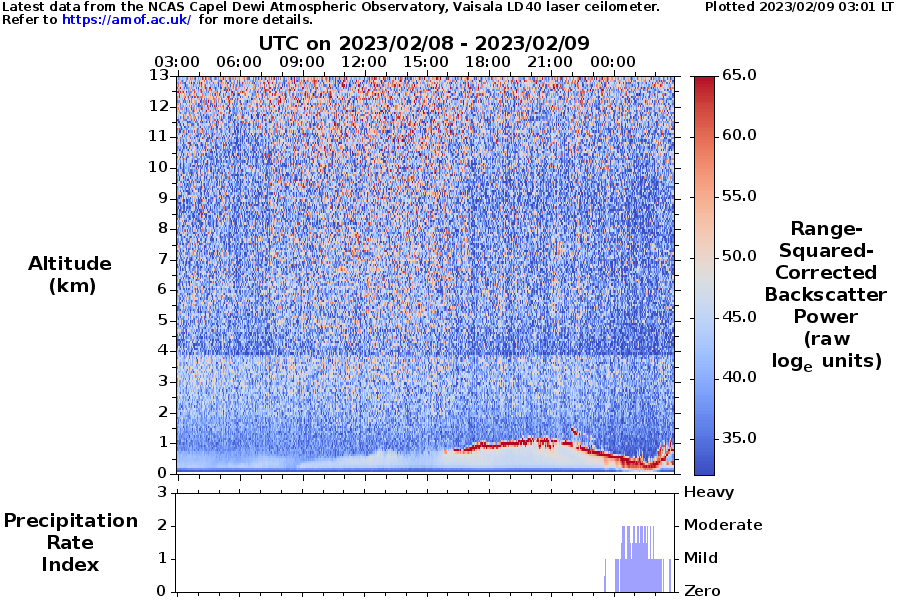 Latest data from the NCAS Capel Dewi Atmospheric Observatory, Vaisala LD40 laser ceilometer. Plotted 2023/02/09 03:01 LT
Refer to https://amof.ac.uk/ for more details.
UTC on 2023/02/08 - 2023/02/09
03:00 06:00 09:00 12:00 15:00 18:00 21:00 00:00
13
12
11
10
9
8
7
6
5
4
3
2
1
0
Altitude
(km)
65.0
60.0
55.0
50.0
45.0
40.0
35.0
Range-
Squared-
Corrected
Backscatter
Power
(raw
loge units)
3
2
1
0
Precipitation
Rate
Index
Heavy
Moderate
Mild
Zero